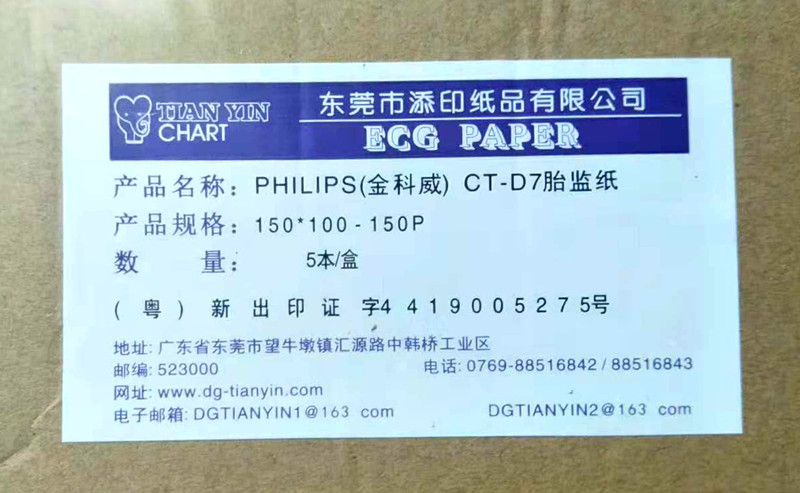 TIAN YIN
CHART
东莞市添印纸品有限公司
ECG PAPER
产品名称：PHILIPS(金科威) CT-D7胎监纸
产品规格：150*100-150P
数 量： 5本/盒
(粤) 新出印证 字4 419005275号
地址: 广东省东莞市望牛墩镇汇源路中韩桥工业区
邮编: 523000 电话: 0769-88516842/88516843
网址: www.dg-tianyin.com
电子邮箱: DGTIANYIN1@163 com DGTIANYIN2@163 com